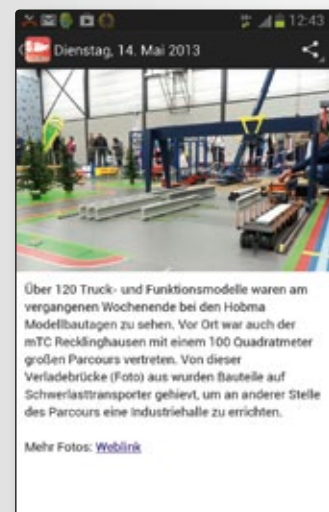 12:43
Dienstag, 14. Mai 2013
Über 120 Truck- und Funktionsmodelle waren am
vergangenen Wochenende bei den Hobma
Modellbautagen zu sehen. Vor Ort war auch der
mTC Recklinghausen mit einem 100 Quadratmeter
großen Parcours vertreten. Von dieser
Verladebrücke (Foto) aus wurden Bauteile auf
Schwerlasttransporter gehievt, um an anderer Stelle
des Parcours eine Industriehalle zu errichten.
Mehr Fotos: Weblink